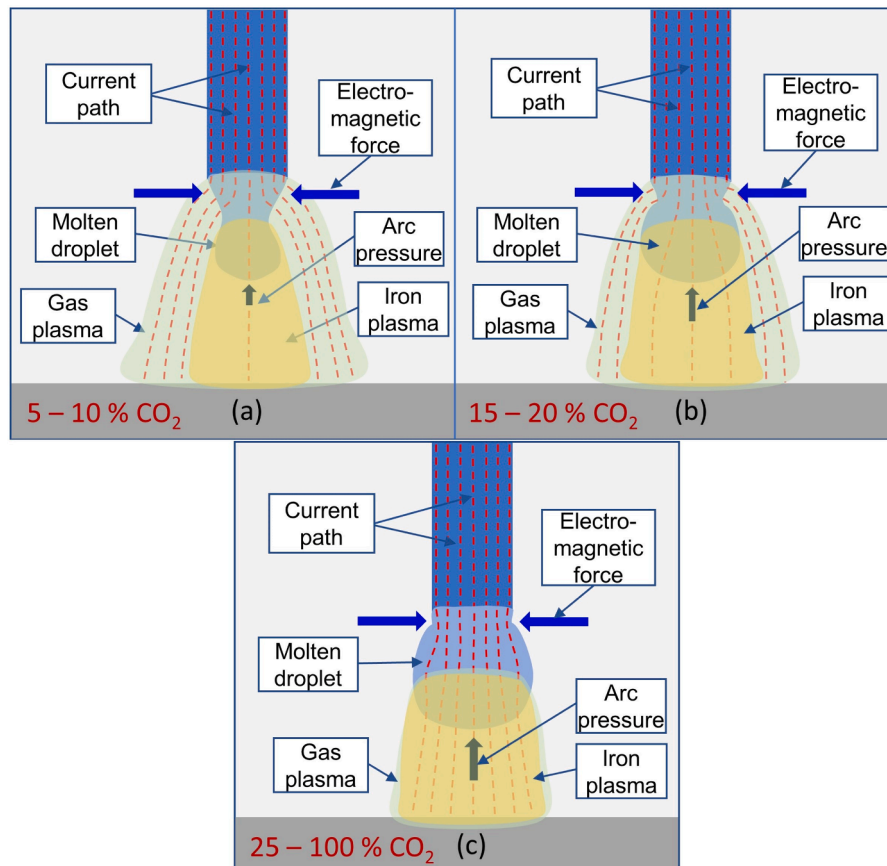 Current
path
Electro-
magnetic
force
Molten
droplet
Arc
pressure
Gas
plasma
Iron
plasma
5 – 10 % CO₂ (a)
Current
path
Electro-
magnetic
force
Molten
droplet
Arc
pressure
Gas
plasma
Iron
plasma
15 – 20 % CO₂ (b)
Current
path
Electro-
magnetic
force
Molten
droplet
Arc
pressure
Gas
plasma
Iron
plasma
25 – 100 % CO₂ (c)